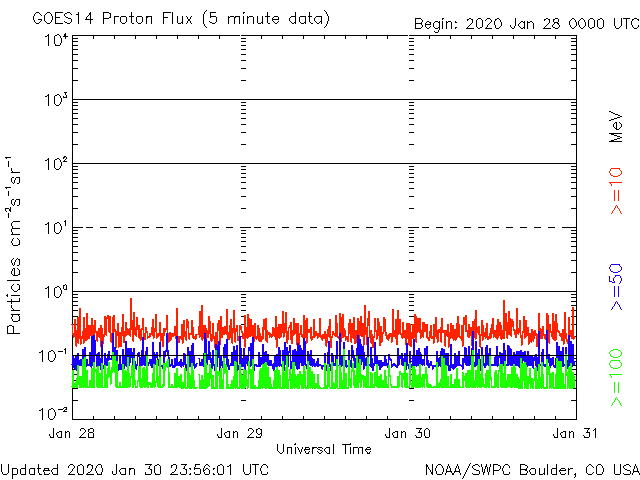 GOES14 Proton Flux (5 minute data)
Begin: 2020 Jan 28 0000 UTC
10⁴
10³
10²
10¹
10⁰
10⁻¹
10⁻²
Particles cm⁻²s⁻¹sr⁻¹
MeV
>=10
>=50
>=100
Jan 28
Jan 29
Jan 30
Jan 31
Universal Time
Updated 2020 Jan 30 23:56:01 UTC
NOAA/SWPC Boulder, CO USA